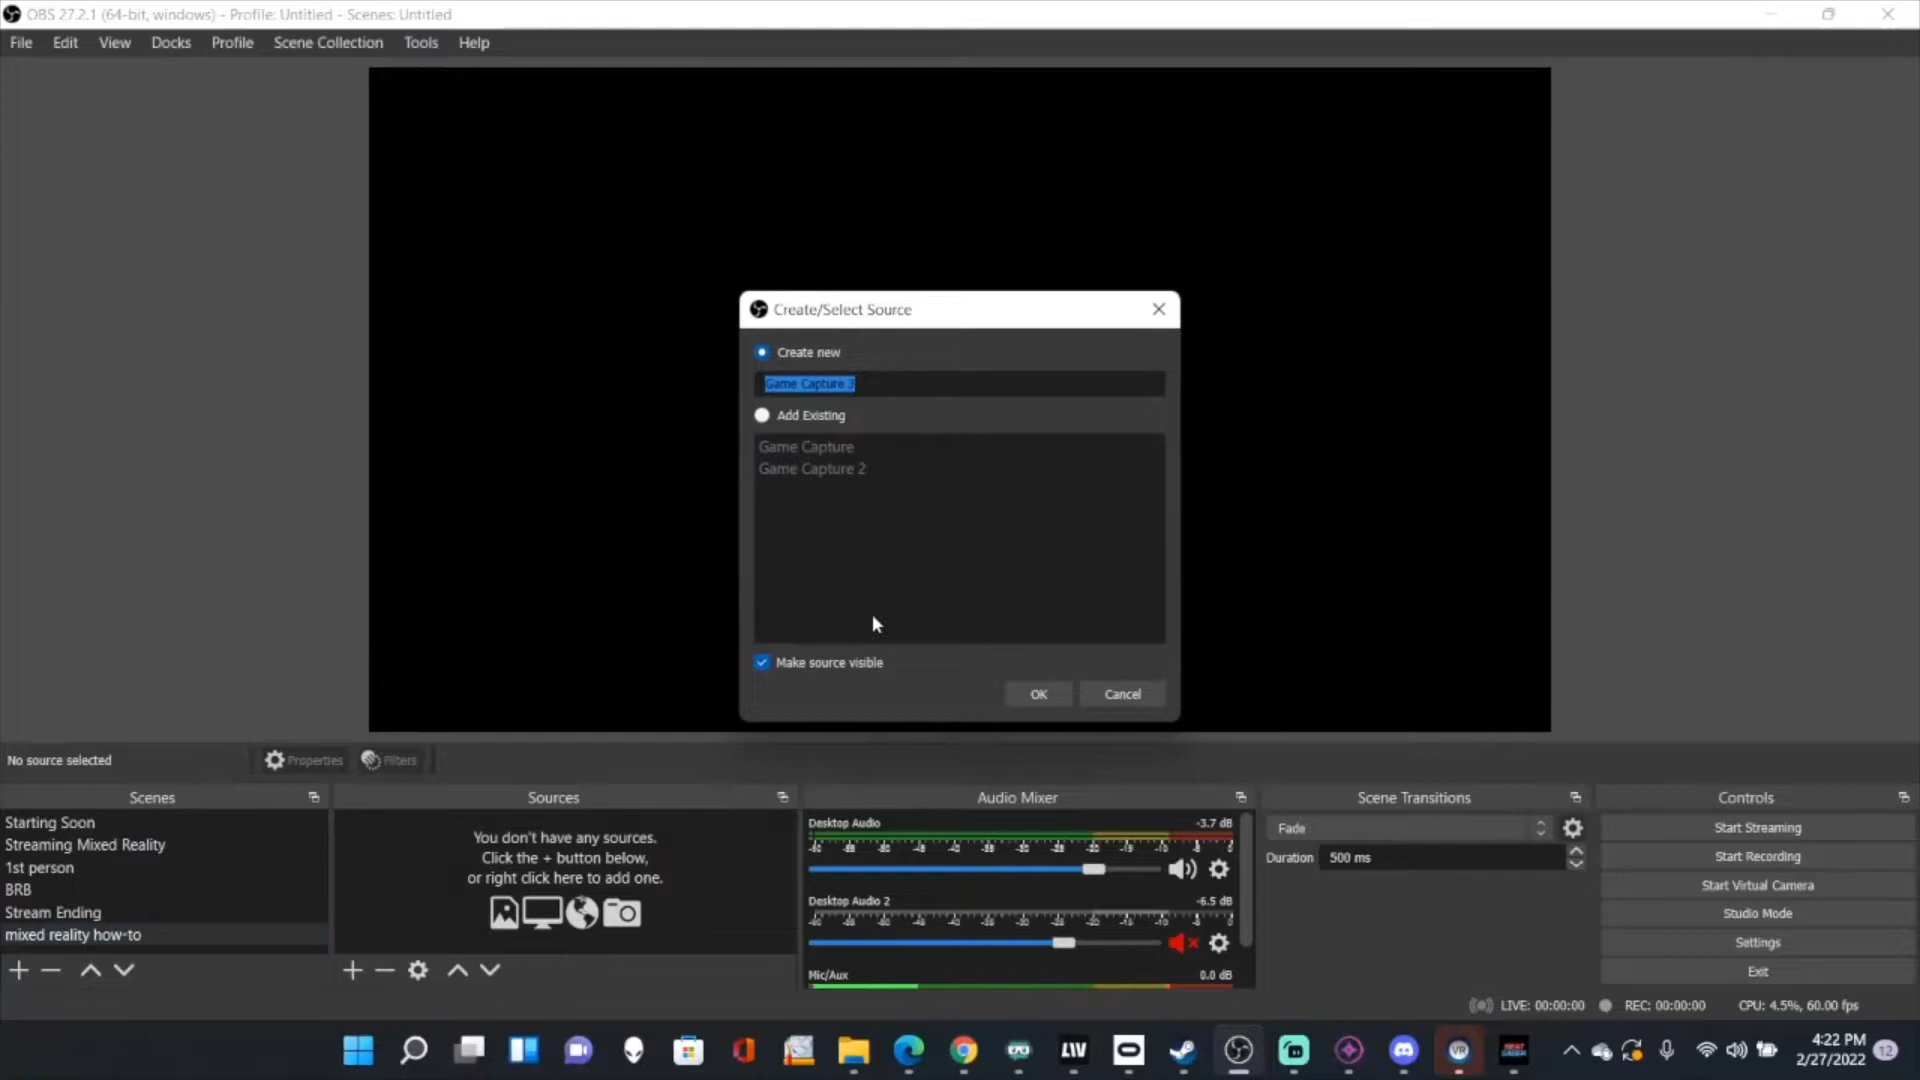 OBS 27.2.1 (64-bit, windows) - Profile: Untitled - Scenes: Untitled
File Edit View Docks Profile Scene Collection Tools Help
Create/Select Source
Create new
Game Capture 3
Add Existing
Game Capture
Game Capture 2
Make source visible
OK Cancel
No source selected Properties Filters
Scenes
Starting Soon
Streaming Mixed Reality
1st person
BRB
Stream Ending
mixed reality how-to
Sources
You don't have any sources.
Click the + button below,
or right click here to add one.
Audio Mixer
Desktop Audio -3.7 dB
Desktop Audio 2 -6.5 dB
Mic/Aux 0.0 dB
Scene Transitions
Fade
Duration 500 ms
Controls
Start Streaming
Start Recording
Start Virtual Camera
Studio Mode
Settings
Exit
LIVE: 00:00:00 REC: 00:00:00 CPU: 4.5%, 60.00 fps
LIV
VR
BEAT SABER
4:22 PM
2/27/2022
12